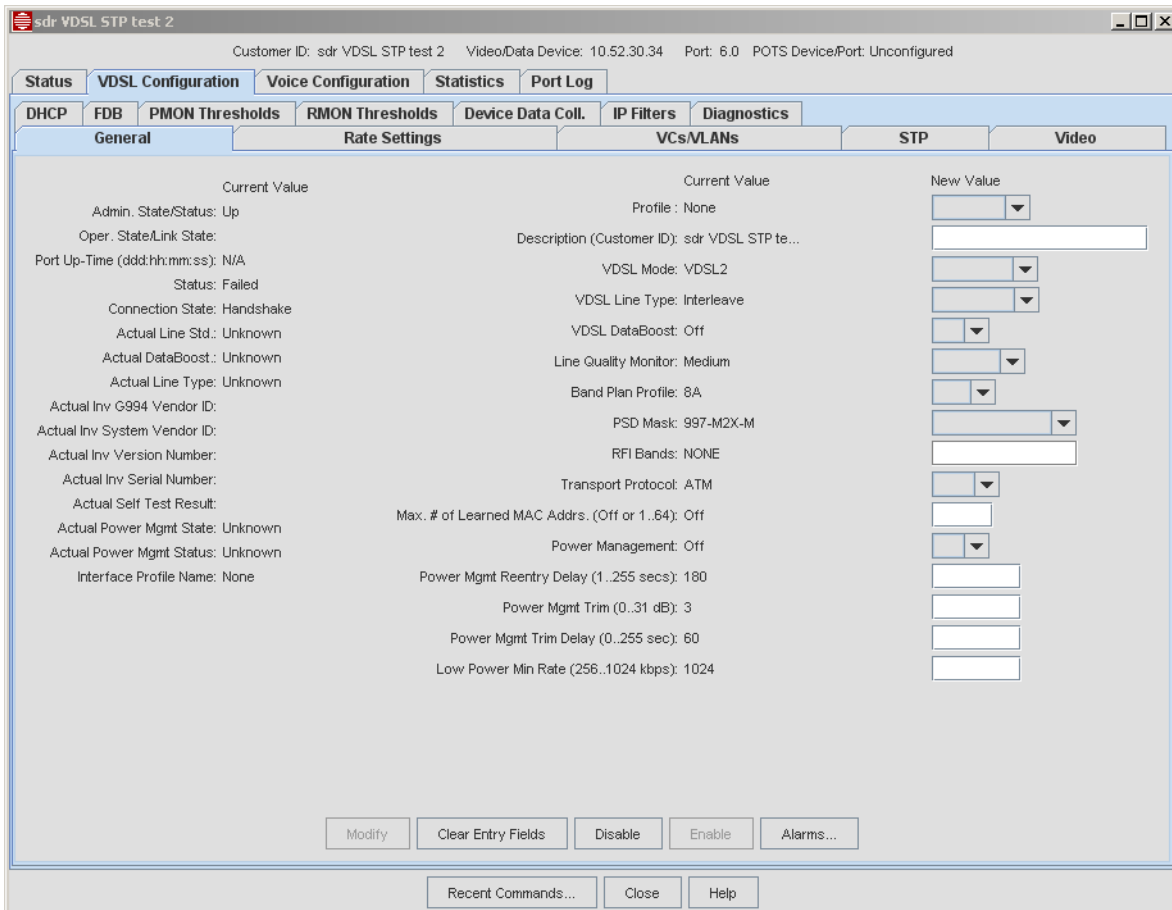 sdr VDSL STP test 2
Customer ID: sdr VDSL STP test 2 Video/Data Device: 10.52.30.34 Port: 6.0 POTS Device/Port: Unconfigured
Status VDSL Configuration Voice Configuration Statistics Port Log
DHCP FDB PMON Thresholds RMON Thresholds Device Data Coll. IP Filters Diagnostics
General Rate Settings VCs/VLANs STP Video
Current Value
Admin. State/Status: Up
Oper. State/Link State:
Port Up-Time (ddd:hh:mm:ss): N/A
Status: Failed
Connection State: Handshake
Actual Line Std.: Unknown
Actual DataBoost.: Unknown
Actual Line Type: Unknown
Actual Inv G994 Vendor ID:
Actual Inv System Vendor ID:
Actual Inv Version Number:
Actual Inv Serial Number:
Actual Self Test Result:
Actual Power Mgmt State: Unknown
Actual Power Mgmt Status: Unknown
Interface Profile Name: None
Current Value New Value
Profile : None
Description (Customer ID): sdr VDSL STP te...
VDSL Mode: VDSL2
VDSL Line Type: Interleave
VDSL DataBoost: Off
Line Quality Monitor: Medium
Band Plan Profile: 8A
PSD Mask: 997-M2X-M
RFI Bands: NONE
Transport Protocol: ATM
Max. # of Learned MAC Addrs. (Off or 1..64): Off
Power Management: Off
Power Mgmt Reentry Delay (1..255 secs): 180
Power Mgmt Trim (0..31 dB): 3
Power Mgmt Trim Delay (0..255 sec): 60
Low Power Min Rate (256..1024 kbps): 1024
Modify Clear Entry Fields Disable Enable Alarms...
Recent Commands... Close Help